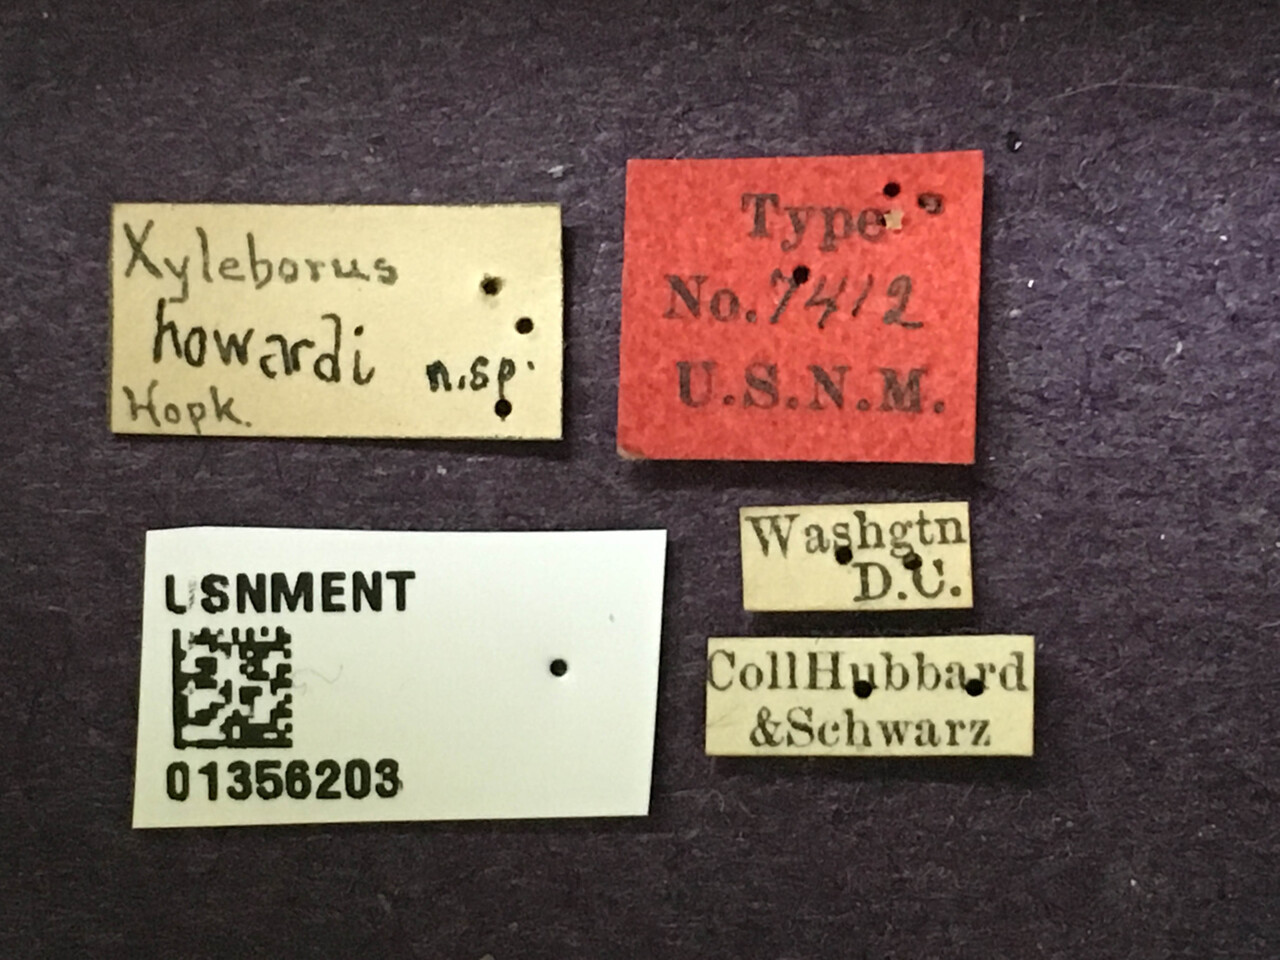 Xyleborus
howardi n.sp.
Hopk.
Type
No. 7412
U.S.N.M.
USNMENT
01356203
Washgtn
D.C.
CollHubbard
&Schwarz